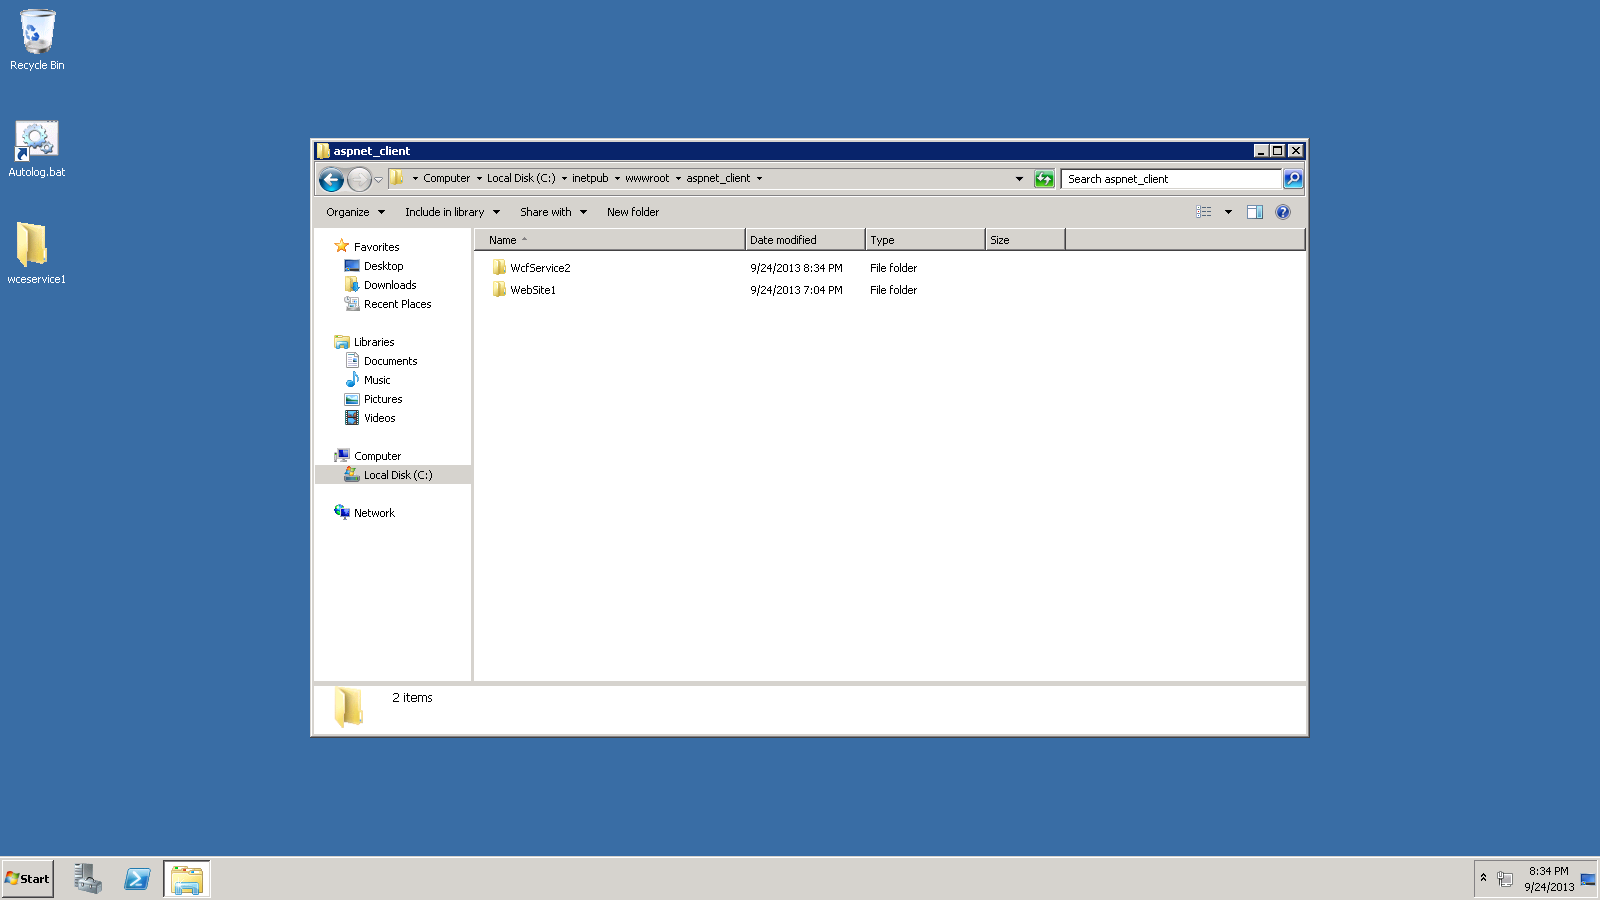 Recycle Bin
Autolog.bat
wceservice1
aspnet_client
Computer Local Disk (C:) inetpub wwwroot aspnet_client
Search aspnet_client
Organize Include in library Share with New folder
Name Date modified Type Size
WcfService2 9/24/2013 8:34 PM File folder
WebSite1 9/24/2013 7:04 PM File folder
Favorites
Desktop
Downloads
Recent Places
Libraries
Documents
Music
Pictures
Videos
Computer
Local Disk (C:)
Network
2 items
Start
8:34 PM
9/24/2013